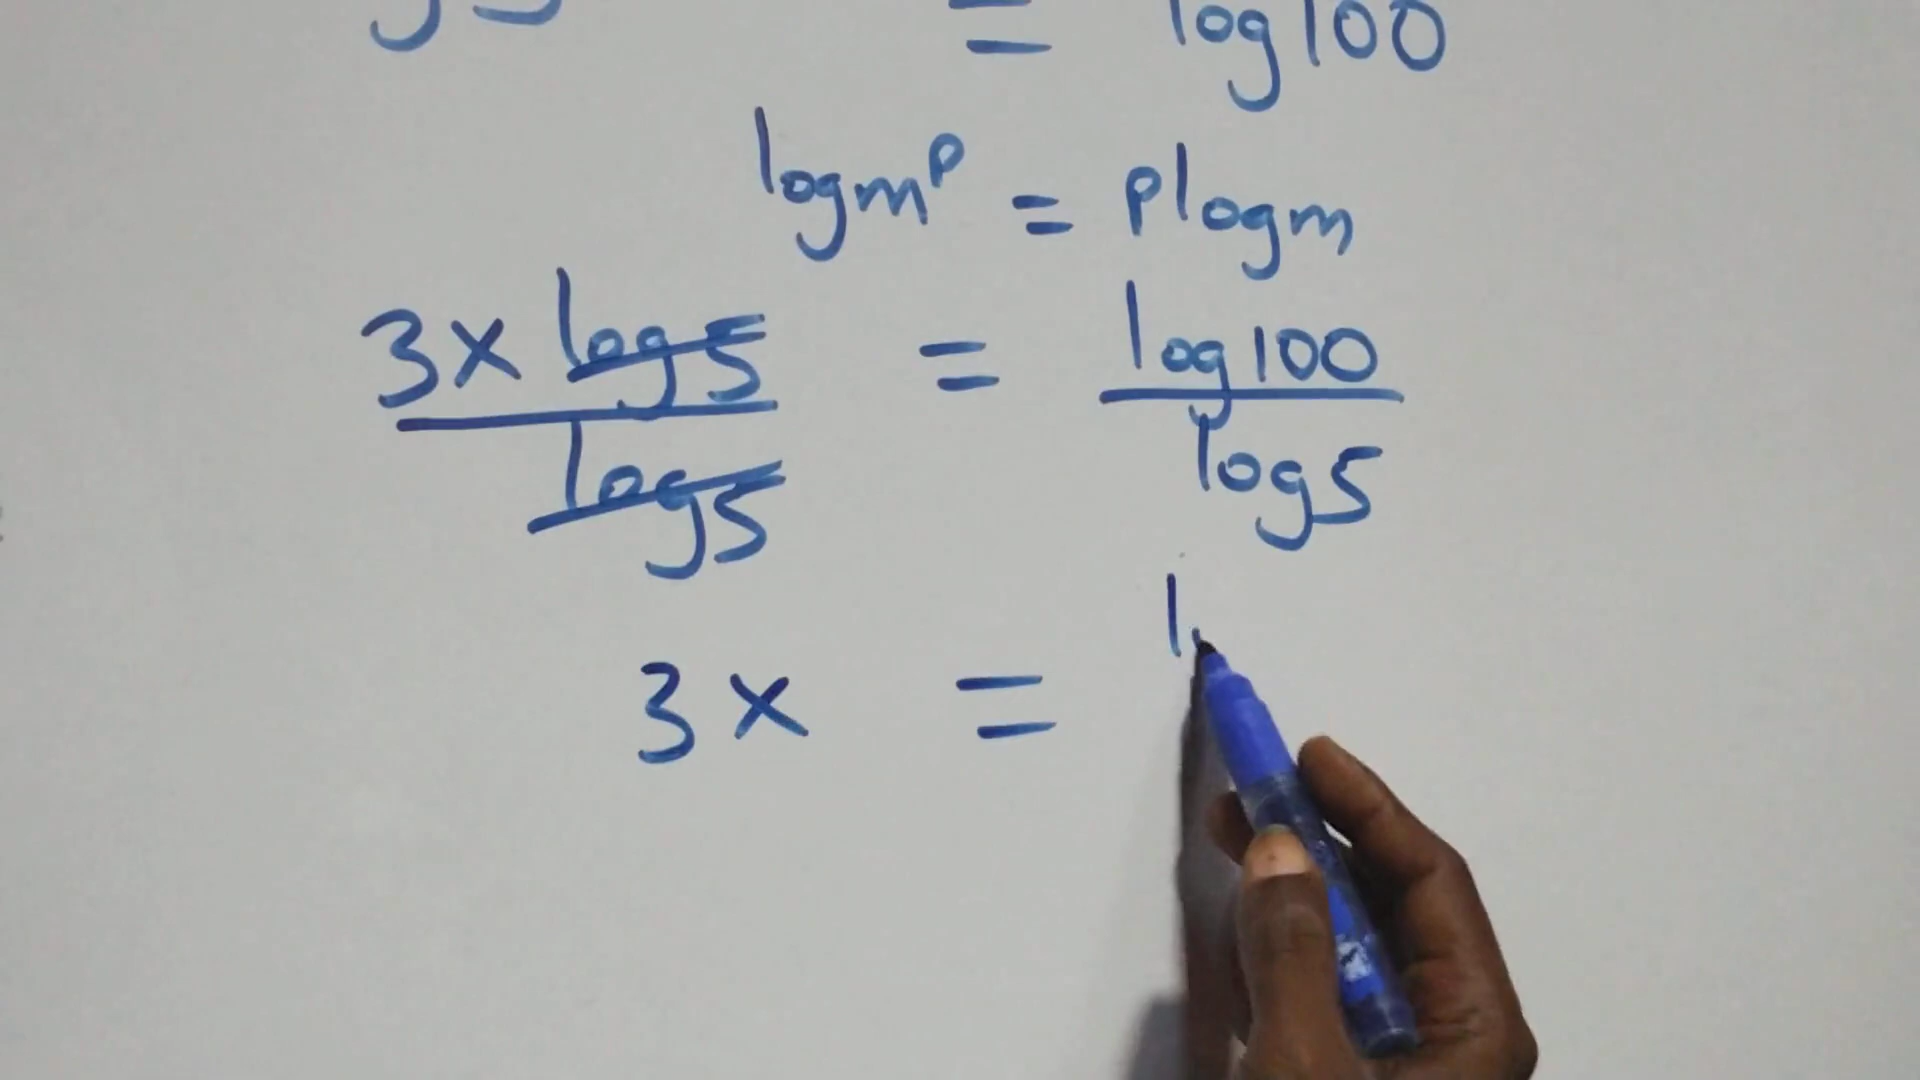 = log100
logm^p = plogm
3x log5 / log5 = log100 / log5
3x = l